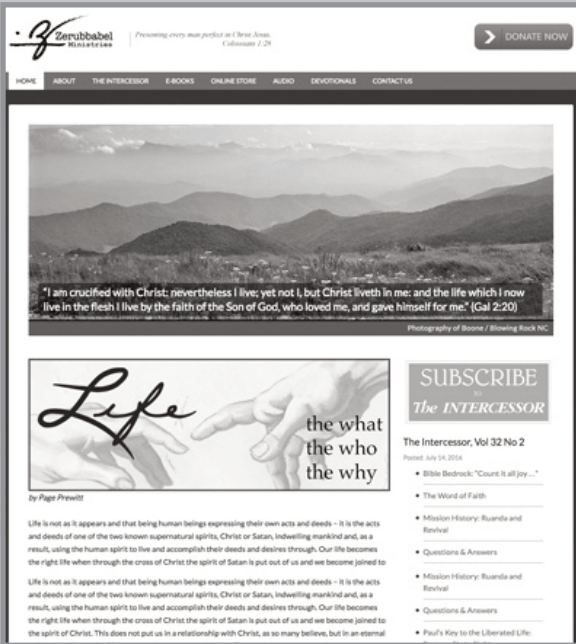 Zerubbabel
Ministries
Presenting every man perfect in Christ Jesus.
Colossians 1:28
DONATE NOW
HOME ABOUT THE INTERCESSOR E-BOOKS ONLINE STORE AUDIO DEVOTIONALS CONTACT US
"I am crucified with Christ: nevertheless I live; yet not I, but Christ liveth in me: and the life which I now
live in the flesh I live by the faith of the Son of God, who loved me, and gave himself for me." (Gal 2:20)
Photography of Boone / Blowing Rock NC
Life
the what
the who
the why
by Page Prewitt
Life is not as it appears and that being human beings expressing their own acts and deeds – it is the acts
and deeds of one of the two known supernatural spirits, Christ or Satan, indwelling mankind and, as a
result, using the human spirit to live and accomplish their deeds and desires through. Our life becomes
the right life when through the cross of Christ the spirit of Satan is put out of us and we become joined to
Life is not as it appears and that being human beings expressing their own acts and deeds – it is the acts
and deeds of one of the two known supernatural spirits, Christ or Satan, indwelling mankind and, as a
result, using the human spirit to live and accomplish their deeds and desires through. Our life becomes
the right life when through the cross of Christ the spirit of Satan is put out of us and we become joined to
the spirit of Christ. This does not put us in a relationship with Christ, as so many believe, but in an eternal
SUBSCRIBE
TO
The INTERCESSOR
The Intercessor, Vol 32 No 2
Posted: July 14, 2016
Bible Bedrock: "Count it all joy ..."
The Word of Faith
Mission History: Ruanda and
Revival
Questions & Answers
Mission History: Ruanda and
Revival
Questions & Answers
Paul's Key to the Liberated Life: